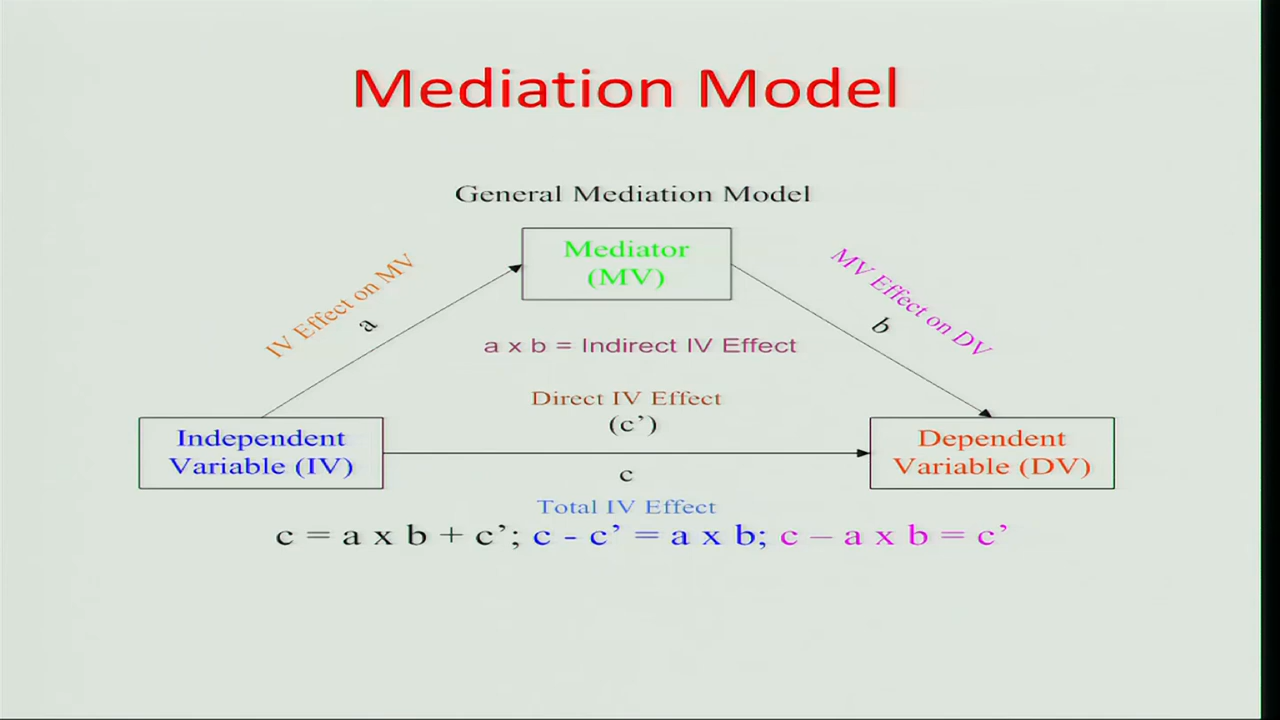 Mediation Model
General Mediation Model
Mediator
(MV)
IV Effect on MV
a
MV Effect on DV
b
a x b = Indirect IV Effect
Direct IV Effect
(c’)
Independent
Variable (IV)
Dependent
Variable (DV)
c
Total IV Effect
c = a x b + c’; c - c’ = a x b; c – a x b = c’